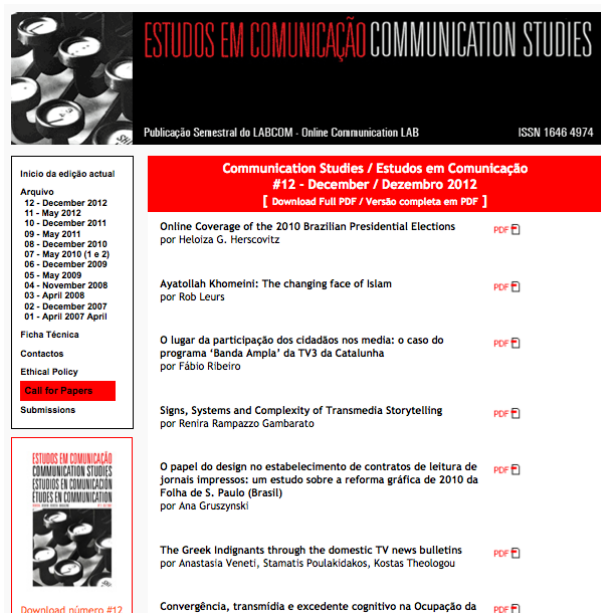 ESTUDOS EM COMUNICAÇÃO COMMUNICATION STUDIES
Publicação Semestral do LABCOM - Online Communication LAB
ISSN 1646 4974
Inicio da edição actual
Arquivo
12 - December 2012
11 - May 2012
10 - December 2011
09 - May 2011
08 - December 2010
07 - May 2010 (1 e 2)
06 - December 2009
05 - May 2009
04 - November 2008
03 - April 2008
02 - December 2007
01 - April 2007 April
Ficha Técnica
Contactos
Ethical Policy
Call for Papers
Submissions
ESTUDOS EM COMUNICAÇÃO
COMMUNICATION STUDIES
ESTUDIOS EN COMUNICACIÓN
ÉTUDES EN COMMUNICATION
Download número #12
Communication Studies / Estudos em Comunicação
#12 - December / Dezembro 2012
[ Download Full PDF / Versão completa em PDF ]
Online Coverage of the 2010 Brazilian Presidential Elections
PDF
por Heloiza G. Herscovitz
Ayatollah Khomeini: The changing face of Islam
PDF
por Rob Leurs
O lugar da participação dos cidadãos nos media: o caso do
PDF
programa ‘Banda Ampla’ da TV3 da Catalunha
por Fábio Ribeiro
Signs, Systems and Complexity of Transmedia Storytelling
PDF
por Renira Rampazzo Gambarato
O papel do design no estabelecimento de contratos de leitura de
PDF
jornais impressos: um estudo sobre a reforma gráfica de 2010 da
Folha de S. Paulo (Brasil)
por Ana Gruszynski
The Greek Indignants through the domestic TV news bulletins
PDF
por Anastasia Veneti, Stamatis Poulakidakos, Kostas Theologou
Convergência, transmídia e excedente cognitivo na Ocupação da
PDF